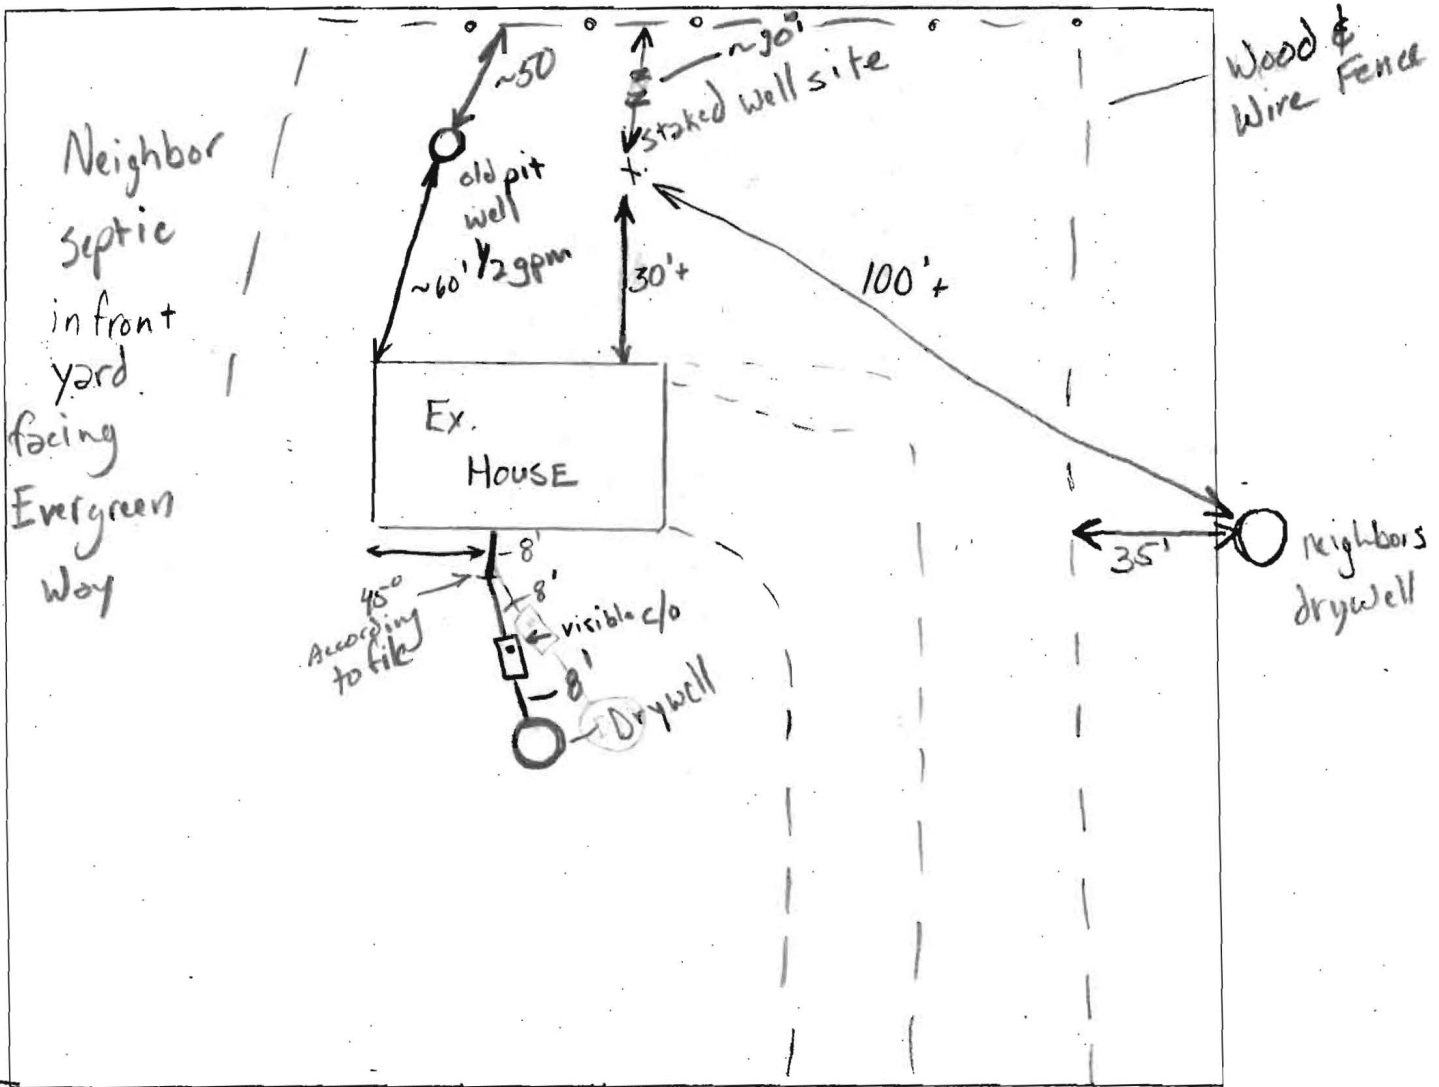 ~50
~90'
staked well site
Wood &
Wire Fence
Neighbor
septic
in front
yard
facing
Evergreen
Way
old pit
well
1/2 gpm
~60'
30'+
100'+
Ex.
HOUSE
8'
45°
According
to file
8'
visible c/o
8'
Drywell
35'
neighbors
drywell